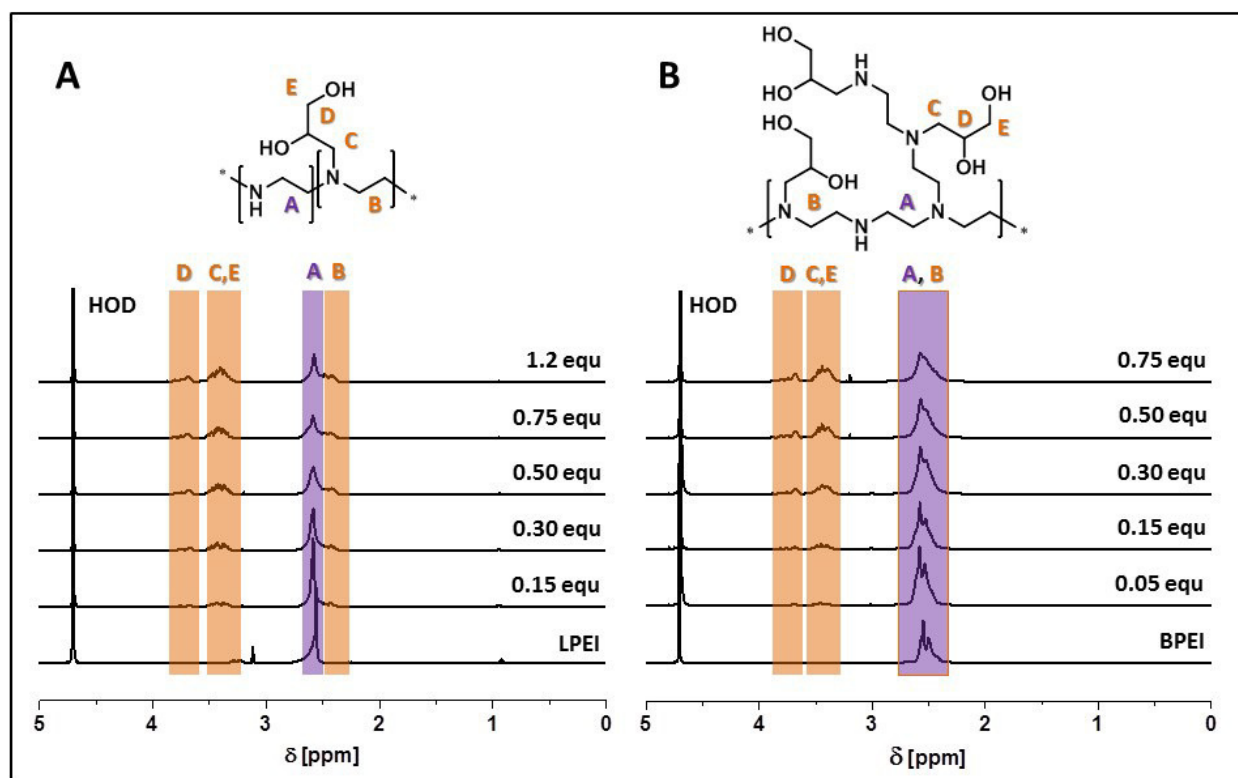 A
E
OH
D
HO
C
*
N
H
A
N
B
*
D
C,E
A
B
HOD
1.2 equ
0.75 equ
0.50 equ
0.30 equ
0.15 equ
LPEI
5
4
3
2
1
0
δ [ppm]
B
HO
OH
H
N
HO
N
C
D
OH
E
OH
HO
OH
B
A
*
N
N
H
N
*
D
C,E
A, B
HOD
0.75 equ
0.50 equ
0.30 equ
0.15 equ
0.05 equ
BPEI
5
4
3
2
1
0
δ [ppm]